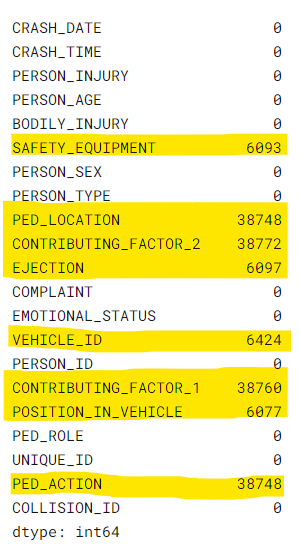 CRASH_DATE 0
CRASH_TIME 0
PERSON_INJURY 0
PERSON_AGE 0
BODILY_INJURY 0
SAFETY_EQUIPMENT 6093
PERSON_SEX 0
PERSON_TYPE 0
PED_LOCATION 38748
CONTRIBUTING_FACTOR_2 38772
EJECTION 6097
COMPLAINT 0
EMOTIONAL_STATUS 0
VEHICLE_ID 6424
PERSON_ID 0
CONTRIBUTING_FACTOR_1 38760
POSITION_IN_VEHICLE 6077
PED_ROLE 0
UNIQUE_ID 0
PED_ACTION 38748
COLLISION_ID 0
dtype: int64